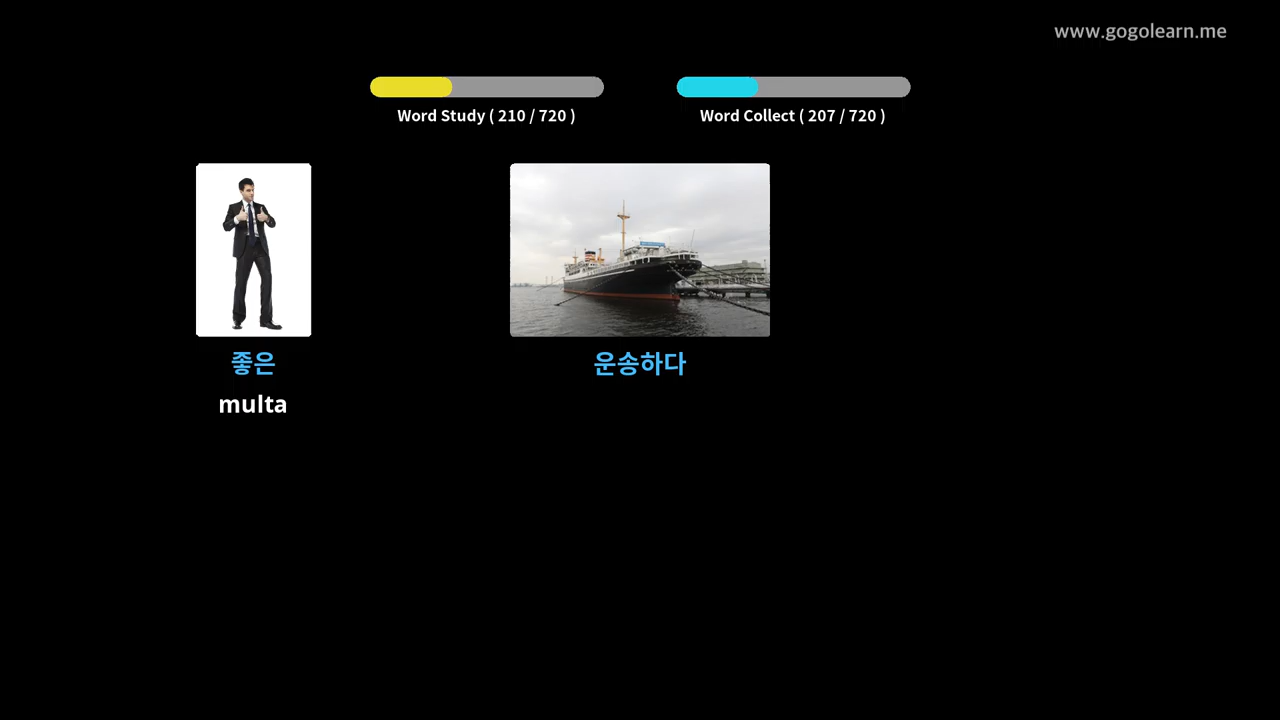 www.gogolearn.me
Word Study ( 210 / 720 )
Word Collect ( 207 / 720 )
좋은
운송하다
multa